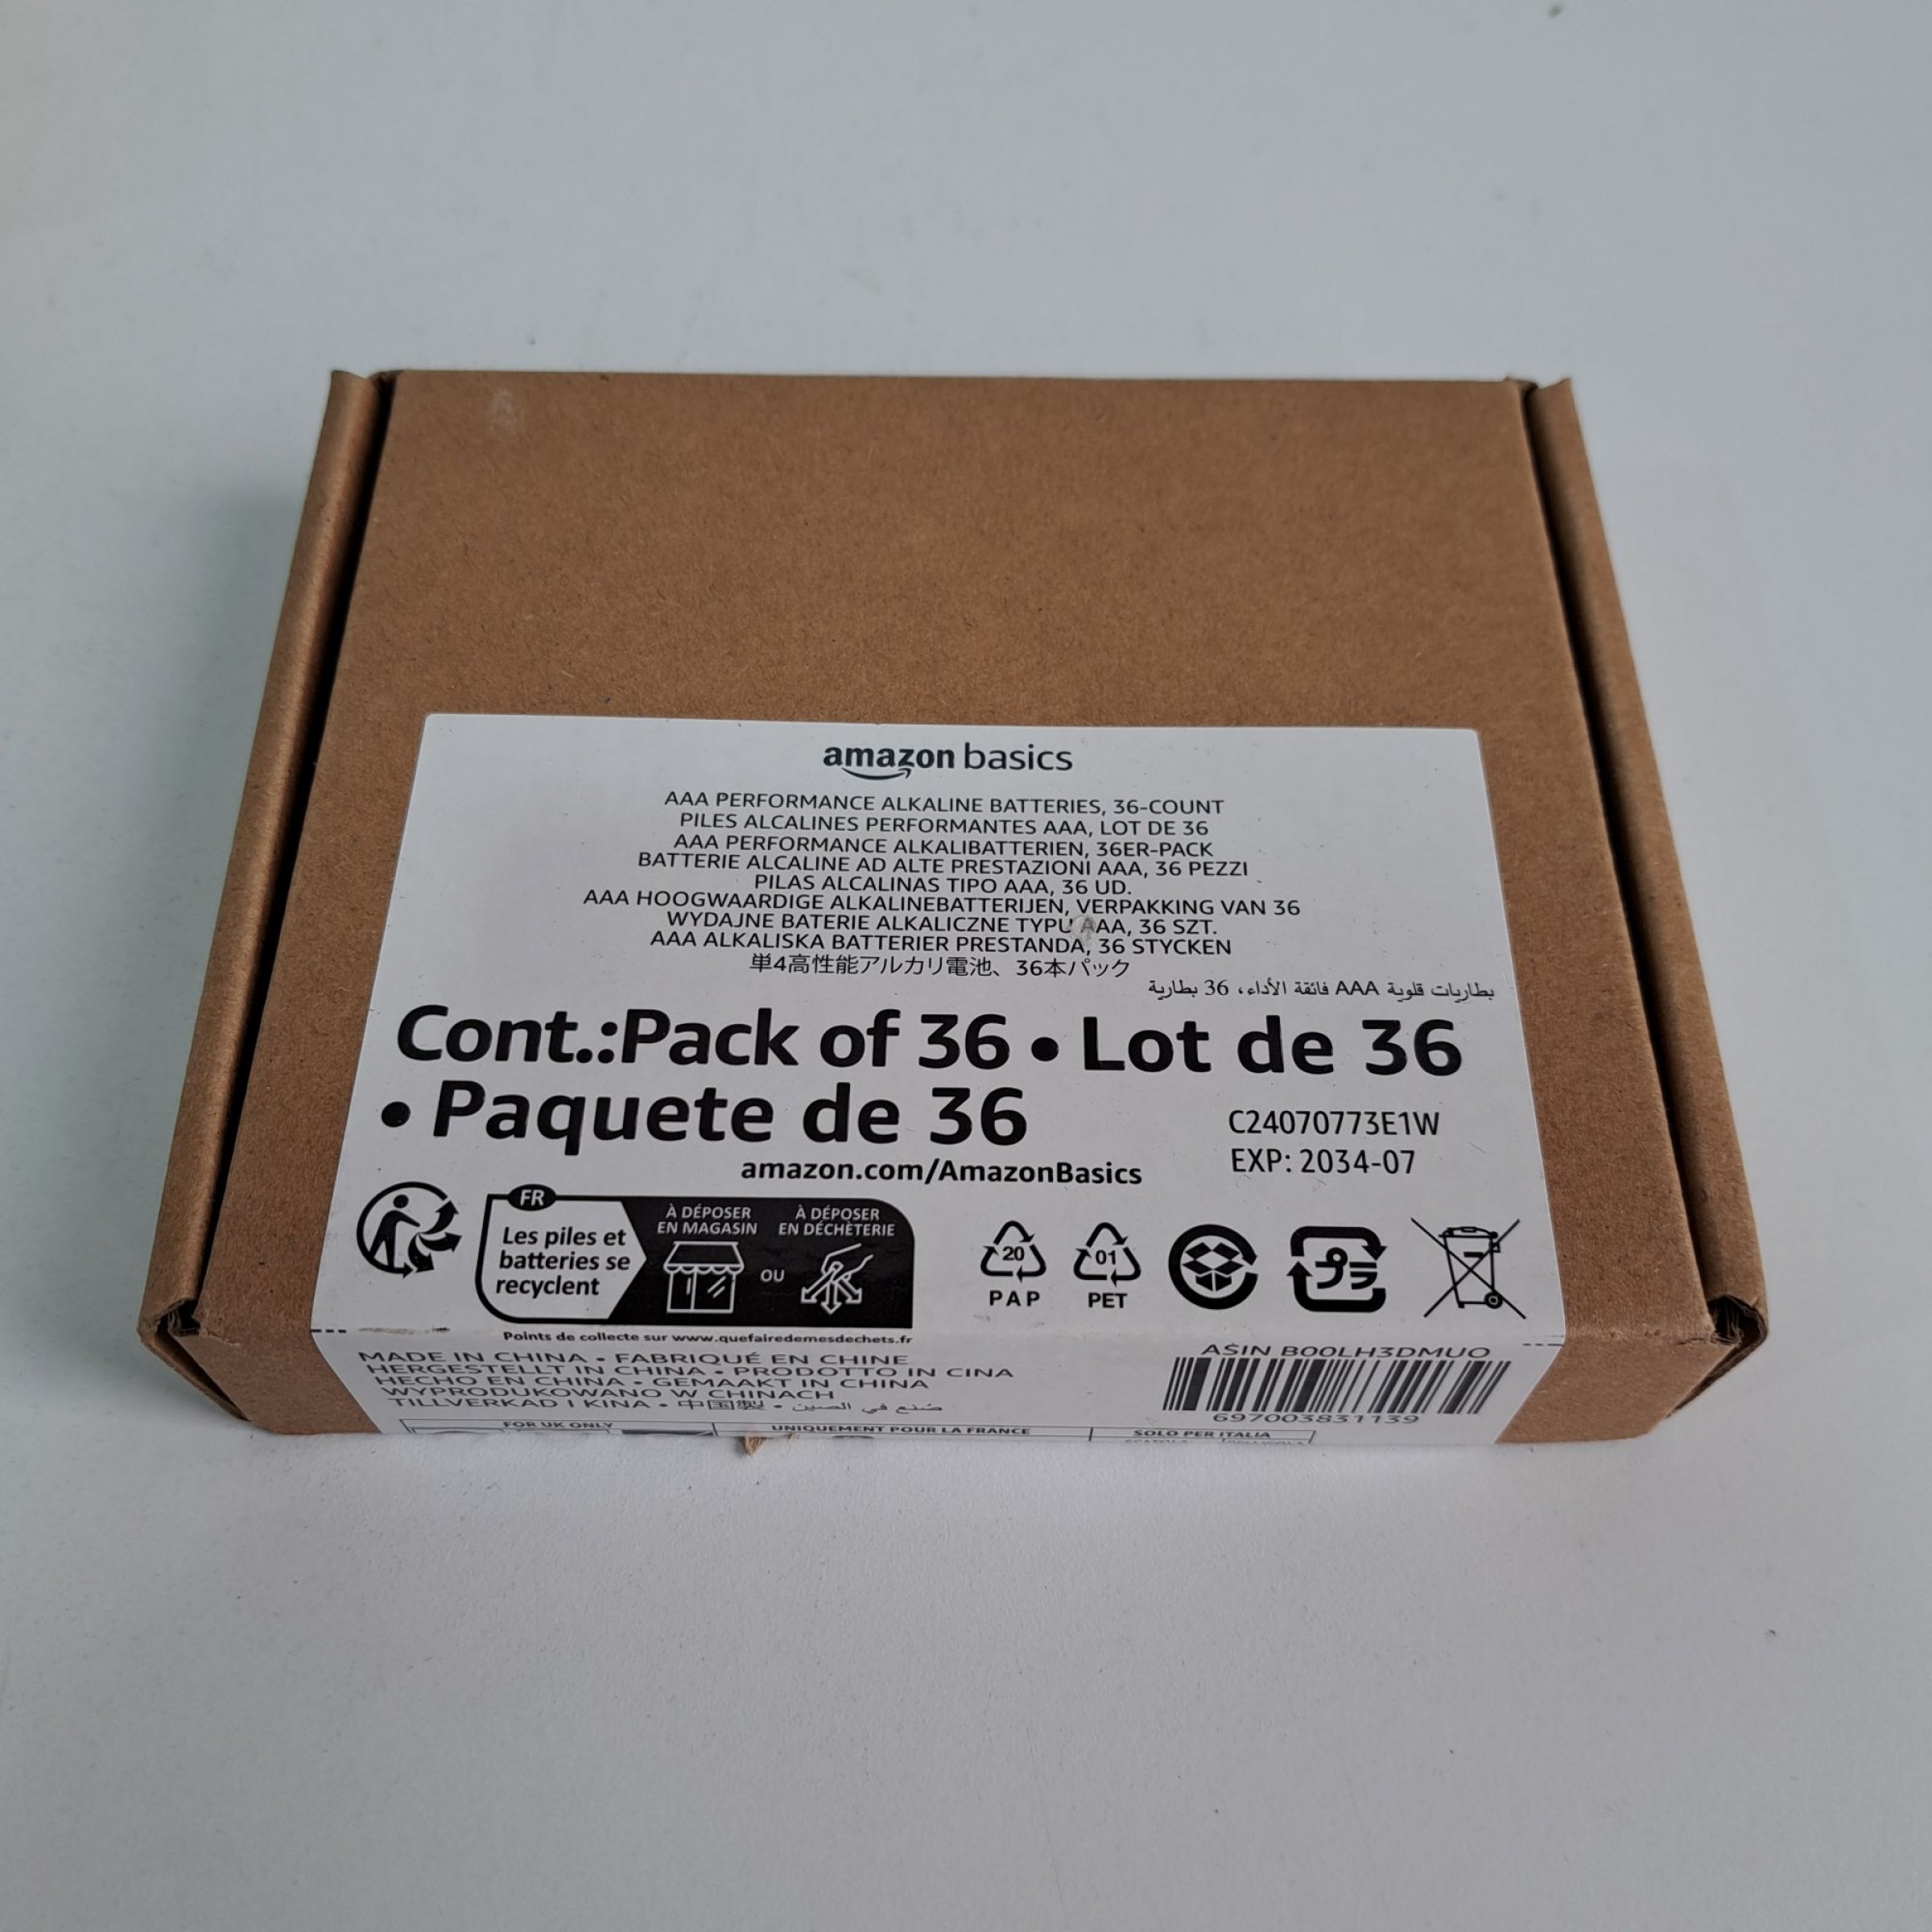 amazon basics
AAA PERFORMANCE ALKALINE BATTERIES, 36-COUNT
PILES ALCALINES PERFORMANTES AAA, LOT DE 36
AAA PERFORMANCE ALKALIBATTERIEN, 36ER-PACK
BATTERIE ALCALINE AD ALTE PRESTAZIONI AAA, 36 PEZZI
PILAS ALCALINAS TIPO AAA, 36 UD.
AAA HOOGWAARDIGE ALKALINEBATTERIJEN, VERPAKKING VAN 36
WYDAJNE BATERIE ALKALICZNE TYPU AAA, 36 SZT.
AAA ALKALISKA BATTERIER PRESTANDA, 36 STYCKEN
単4高性能アルカリ電池、36本パック
بطاريات قلوية AAA فائقة الأداء، 36 بطارية
Cont.:Pack of 36 • Lot de 36
• Paquete de 36
C24070773E1W
EXP: 2034-07
amazon.com/AmazonBasics
FR
Les piles et
batteries se
recyclent
À DÉPOSER
EN MAGASIN
OU
À DÉPOSER
EN DÉCHÈTERIE
Points de collecte sur www.quefairedemesdechets.fr
20
PAP
01
PET
プラ
MADE IN CHINA • FABRIQUÉ EN CHINE
HERGESTELLT IN CHINA • PRODOTTO IN CINA
HECHO EN CHINA • GEMAAKT IN CHINA
WYPRODUKOWANO W CHINACH
TILLVERKAD I KINA • 中国製 • صنع في الصين
ASIN B00LH3DMUO
697003831139
FOR UK ONLY
UNIQUEMENT POUR LA FRANCE
SOLO PER ITALIA